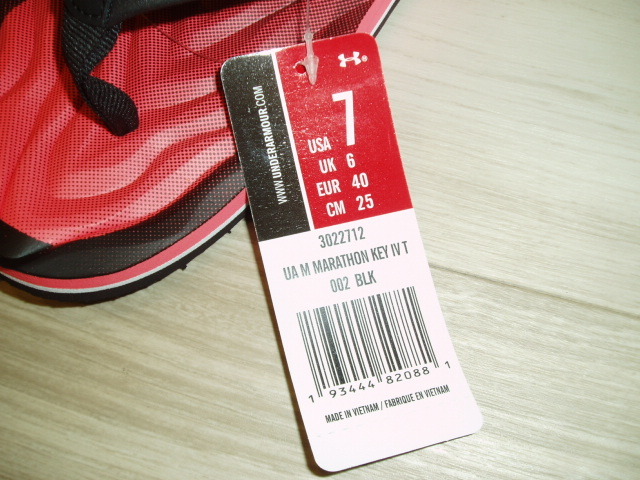 WWW.UNDERARMOUR.COM
USA 7
UK 6
EUR 40
CM 25
3022712
UA M MARATHON KEY IV T
002 BLK
1 93444 82088 1
MADE IN VIETNAM / FABRIQUE EN VIETNAM